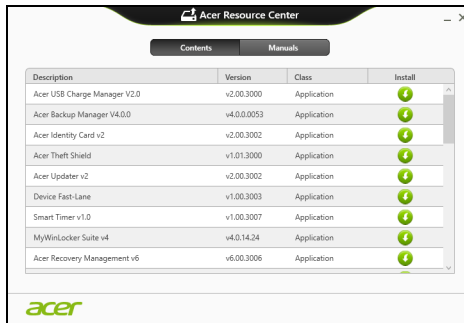 Acer Resource Center
Contents Manuals
Description Version Class Install
Acer USB Charge Manager V2.0 v2.00.3000 Application
Acer Backup Manager V4.0.0 v4.0.0.0053 Application
Acer Identity Card v2 v2.00.3002 Application
Acer Theft Shield v1.01.3000 Application
Acer Updater v2 v2.00.3002 Application
Device Fast-Lane v1.00.3003 Application
Smart Timer v1.0 v1.00.3007 Application
MyWinLocker Suite v4 v4.0.14.24 Application
Acer Recovery Management v6 v6.00.3006 Application
acer